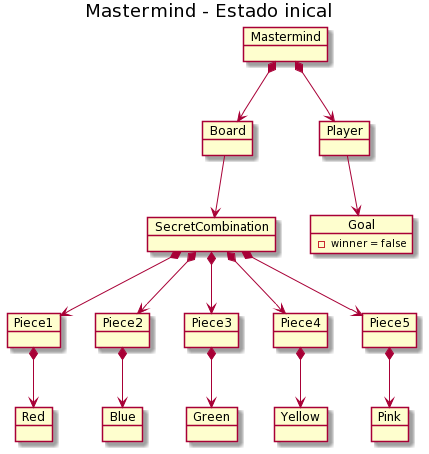 Mastermind - Estado inical
Mastermind
Board
Player
SecretCombination
Goal
winner = false
Piece1
Piece2
Piece3
Piece4
Piece5
Red
Blue
Green
Yellow
Pink